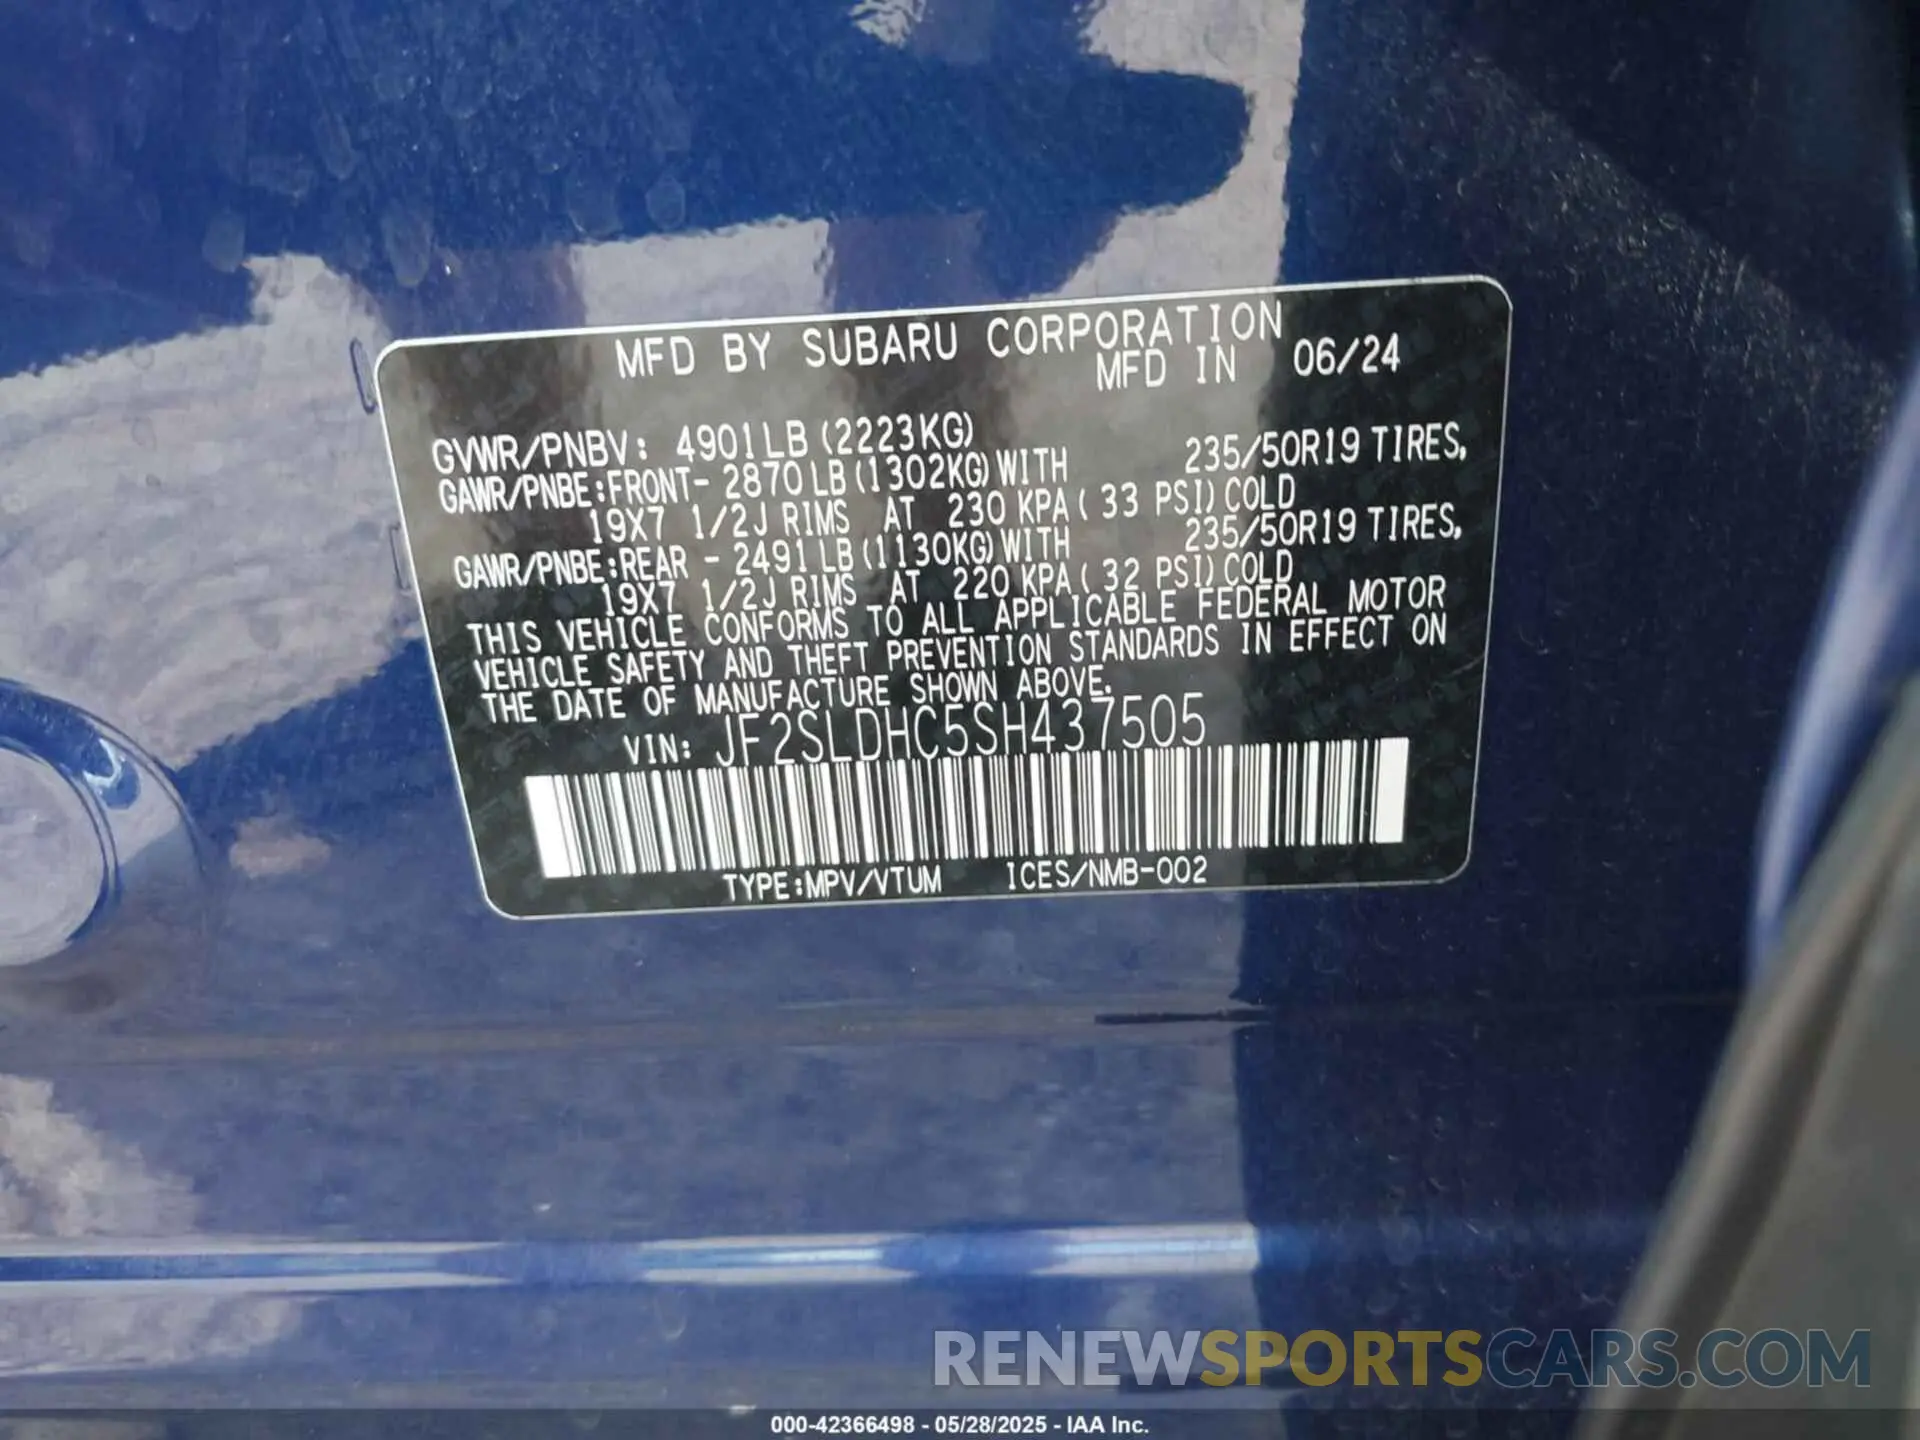 MFD BY SUBARU CORPORATION
MFD IN 06/24
GVWR/PNBV: 4901LB (2223KG)
GAWR/PNBE:FRONT- 2870 LB (1302KG) WITH 235/50R19 TIRES,
19X7 1/2J RIMS AT 230 KPA ( 33 PSI) COLD
GAWR/PNBE:REAR - 2491 LB (1130KG) WITH 235/50R19 TIRES,
19X7 1/2J RIMS AT 220 KPA ( 32 PSI) COLD
THIS VEHICLE CONFORMS TO ALL APPLICABLE FEDERAL MOTOR
VEHICLE SAFETY AND THEFT PREVENTION STANDARDS IN EFFECT ON
THE DATE OF MANUFACTURE SHOWN ABOVE.
VIN: JF2SLDHC5SH437505
TYPE:MPV/VTUM ICES/NMB-002
RENEWSPORTSCARS.COM
000-42366498 - 05/28/2025 - IAA Inc.